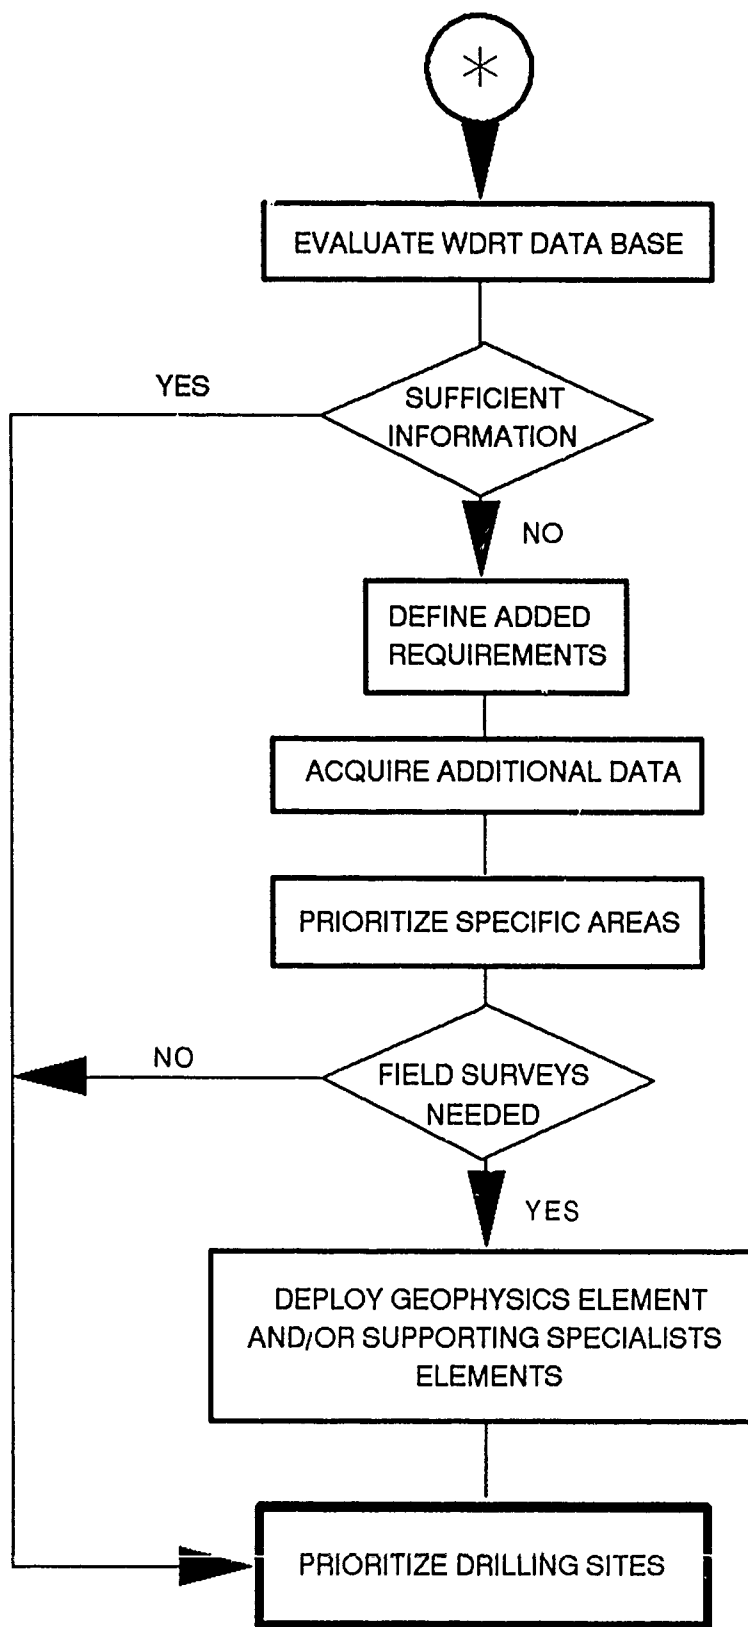 *
EVALUATE WDRT DATA BASE
YES
SUFFICIENT
INFORMATION
NO
DEFINE ADDED
REQUIREMENTS
ACQUIRE ADDITIONAL DATA
PRIORITIZE SPECIFIC AREAS
NO
FIELD SURVEYS
NEEDED
YES
DEPLOY GEOPHYSICS ELEMENT
AND/OR SUPPORTING SPECIALISTS
ELEMENTS
PRIORITIZE DRILLING SITES